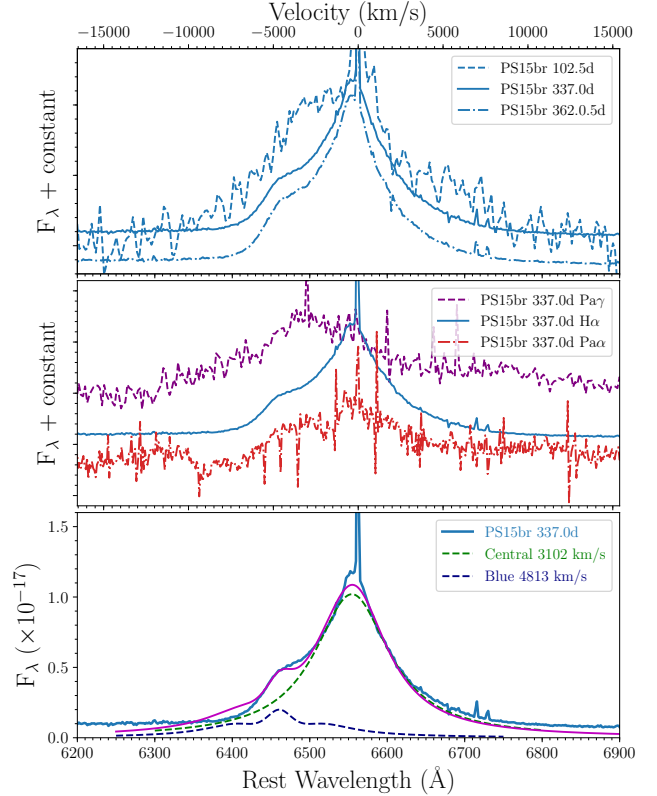 Velocity (km/s)
-15000 -10000 -5000 0 5000 10000 15000
PS15br 102.5d
PS15br 337.0d
PS15br 362.0.5d
F_λ + constant
PS15br 337.0d Paγ
PS15br 337.0d Hα
PS15br 337.0d Paα
F_λ + constant
1.5
1.0
0.5
0.0
PS15br 337.0d
Central 3102 km/s
Blue 4813 km/s
F_λ (×10⁻¹⁷)
6200 6300 6400 6500 6600 6700 6800 6900
Rest Wavelength (Å)